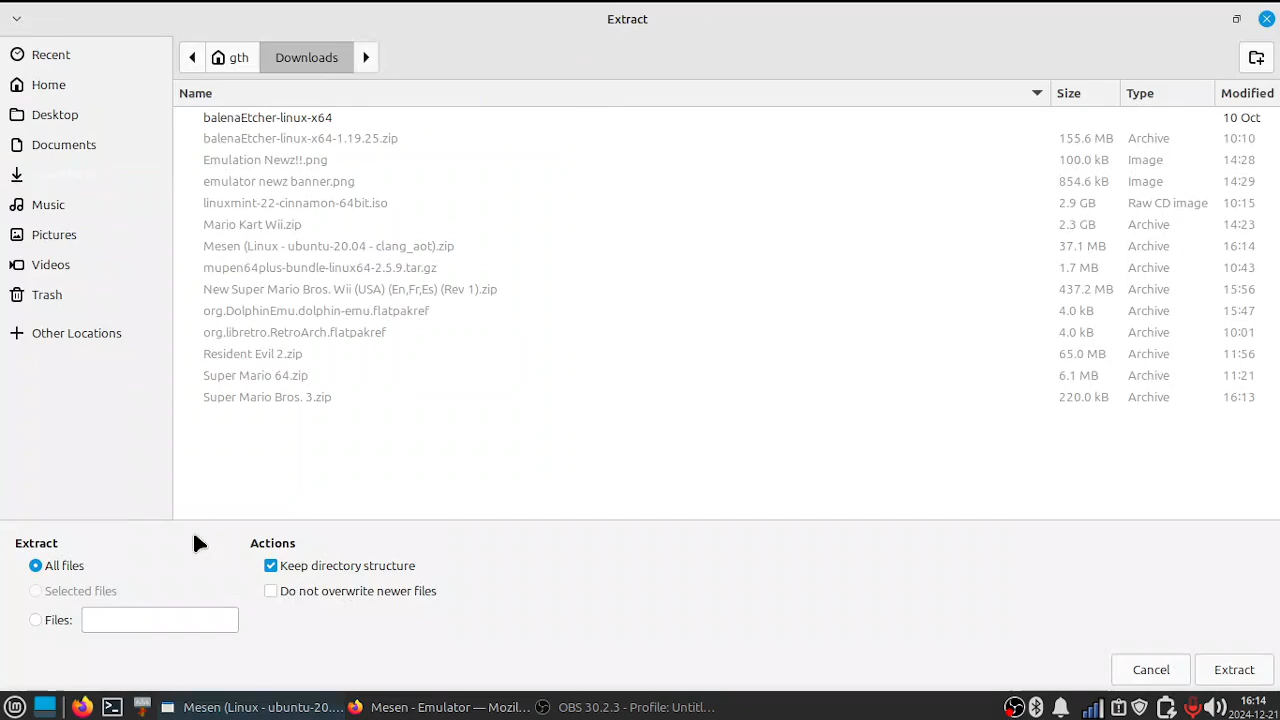 Extract
Recent
Home
Desktop
Documents
Music
Pictures
Videos
Trash
Other Locations
gth Downloads
Name Size Type Modified
balenaEtcher-linux-x64 10 Oct
balenaEtcher-linux-x64-1.19.25.zip 155.6 MB Archive 10:10
Emulation Newz!!.png 100.0 kB Image 14:28
emulator newz banner.png 854.6 kB Image 14:29
linuxmint-22-cinnamon-64bit.iso 2.9 GB Raw CD image 10:15
Mario Kart Wii.zip 2.3 GB Archive 14:23
Mesen (Linux - ubuntu-20.04 - clang_aot).zip 37.1 MB Archive 16:14
mupen64plus-bundle-linux64-2.5.9.tar.gz 1.7 MB Archive 10:43
New Super Mario Bros. Wii (USA) (En,Fr,Es) (Rev 1).zip 437.2 MB Archive 15:56
org.DolphinEmu.dolphin-emu.flatpakref 4.0 kB Archive 15:47
org.libretro.RetroArch.flatpakref 4.0 kB Archive 10:01
Resident Evil 2.zip 65.0 MB Archive 11:56
Super Mario 64.zip 6.1 MB Archive 11:21
Super Mario Bros. 3.zip 220.0 kB Archive 16:13
Extract
All files
Selected files
Files:
Actions
Keep directory structure
Do not overwrite newer files
Cancel Extract
Mesen (Linux - ubuntu-20.... Mesen - Emulator — Mozil... OBS 30.2.3 - Profile: Untitl... 16:14
2024-12-21